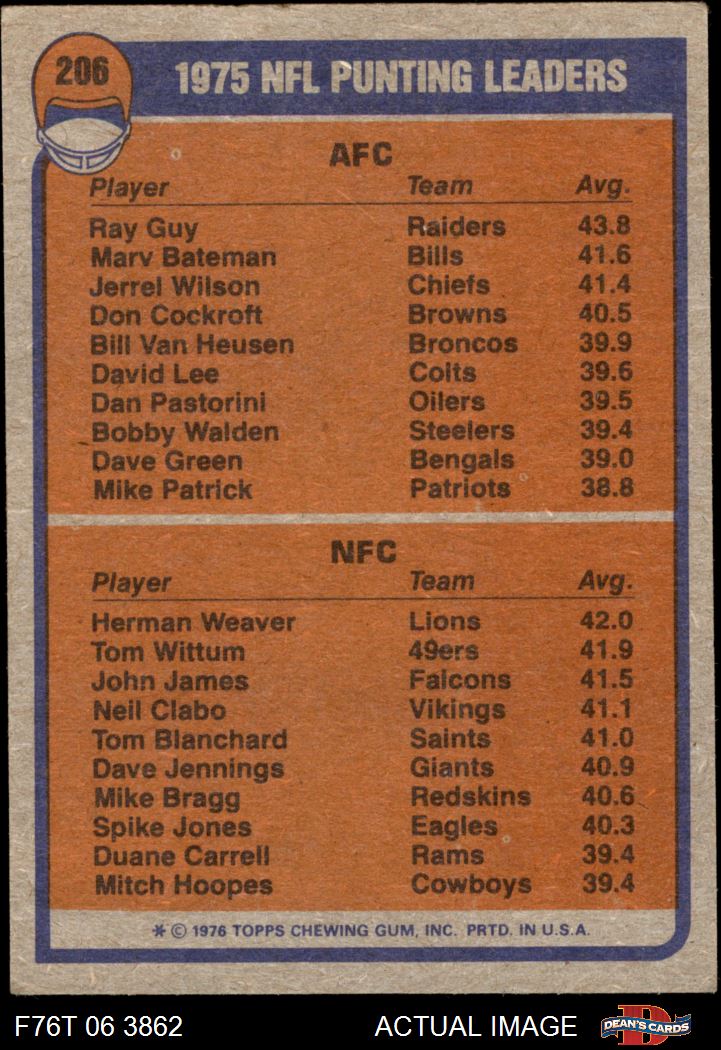 206
1975 NFL PUNTING LEADERS
AFC
Player Team Avg.
Ray Guy Raiders 43.8
Marv Bateman Bills 41.6
Jerrel Wilson Chiefs 41.4
Don Cockroft Browns 40.5
Bill Van Heusen Broncos 39.9
David Lee Colts 39.6
Dan Pastorini Oilers 39.5
Bobby Walden Steelers 39.4
Dave Green Bengals 39.0
Mike Patrick Patriots 38.8
NFC
Player Team Avg.
Herman Weaver Lions 42.0
Tom Wittum 49ers 41.9
John James Falcons 41.5
Neil Clabo Vikings 41.1
Tom Blanchard Saints 41.0
Dave Jennings Giants 40.9
Mike Bragg Redskins 40.6
Spike Jones Eagles 40.3
Duane Carrell Rams 39.4
Mitch Hoopes Cowboys 39.4
* © 1976 TOPPS CHEWING GUM, INC. PRTD. IN U.S.A.
F76T 06 3862 ACTUAL IMAGE D DEAN'S CARDS